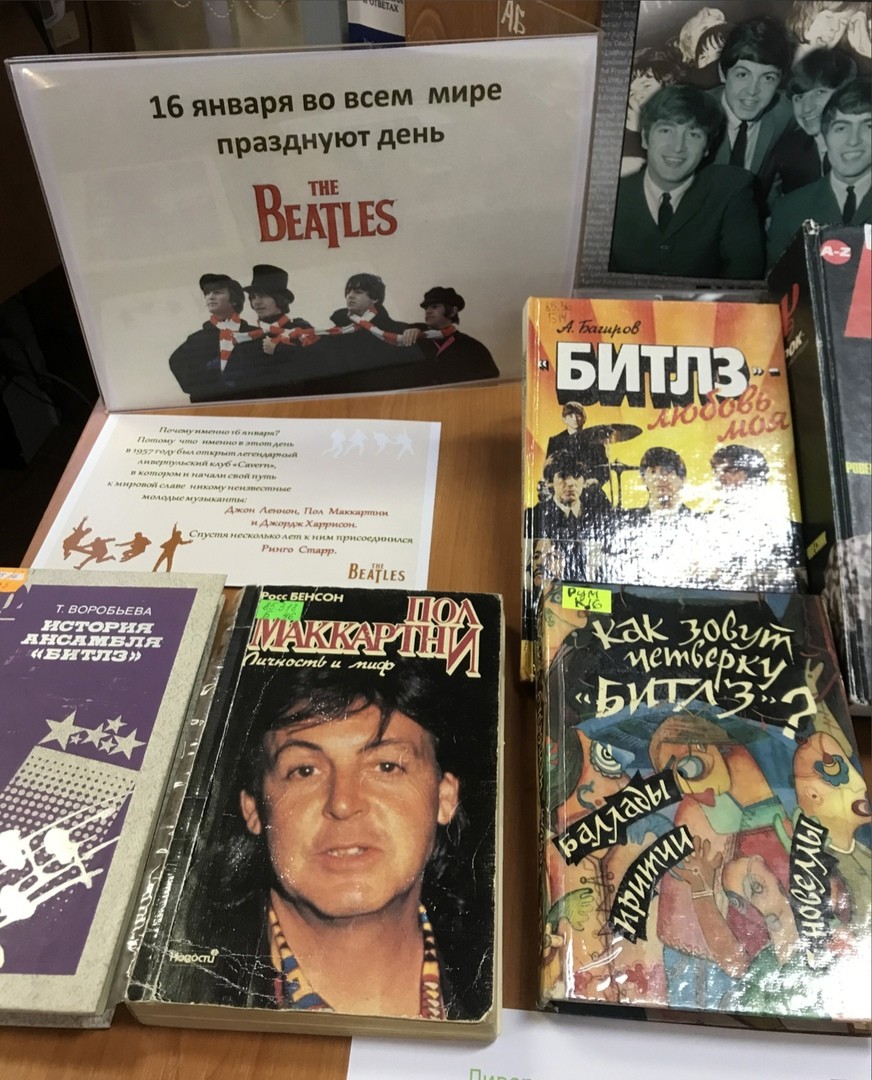 В ОТВЕТАХ
16 января во всем мире
празднуют день
THE
BEATLES
A-Z
А. Багиров
"БИТЛЗ"-
любовь
моя
Почему именно 16 января?
Потому что именно в этот день
в 1957 году был открыт легендарный
ливерпульский клуб «Cavern»,
в котором и начали свой путь
к мировой славе никому неизвестные
молодые музыканты:
Джон Леннон, Пол Маккартни
и Джордж Харрисон.
Спустя несколько лет к ним присоединился
Ринго Старр.
THE
BEATLES
Т. ВОРОБЬЕВА
ИСТОРИЯ
АНСАМБЛЯ
«БИТЛЗ»
Росс БЕНСОН
ПОЛ
МАККАРТНИ
Личность и миф
Новости
Рум
К16
Как зовут
четверку
"БИТЛЗ"?
Баллады
притчи
новеллы